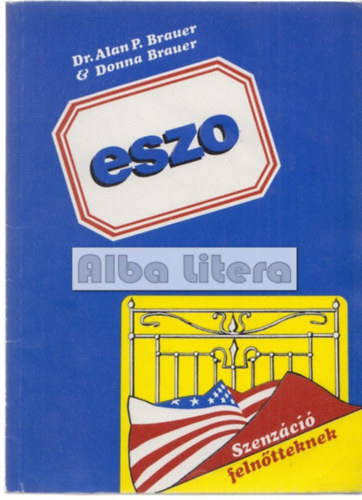 Dr. Alan P. Brauer
& Donna Brauer
eszo
Alba Litera
Szenzáció
felnőtteknek